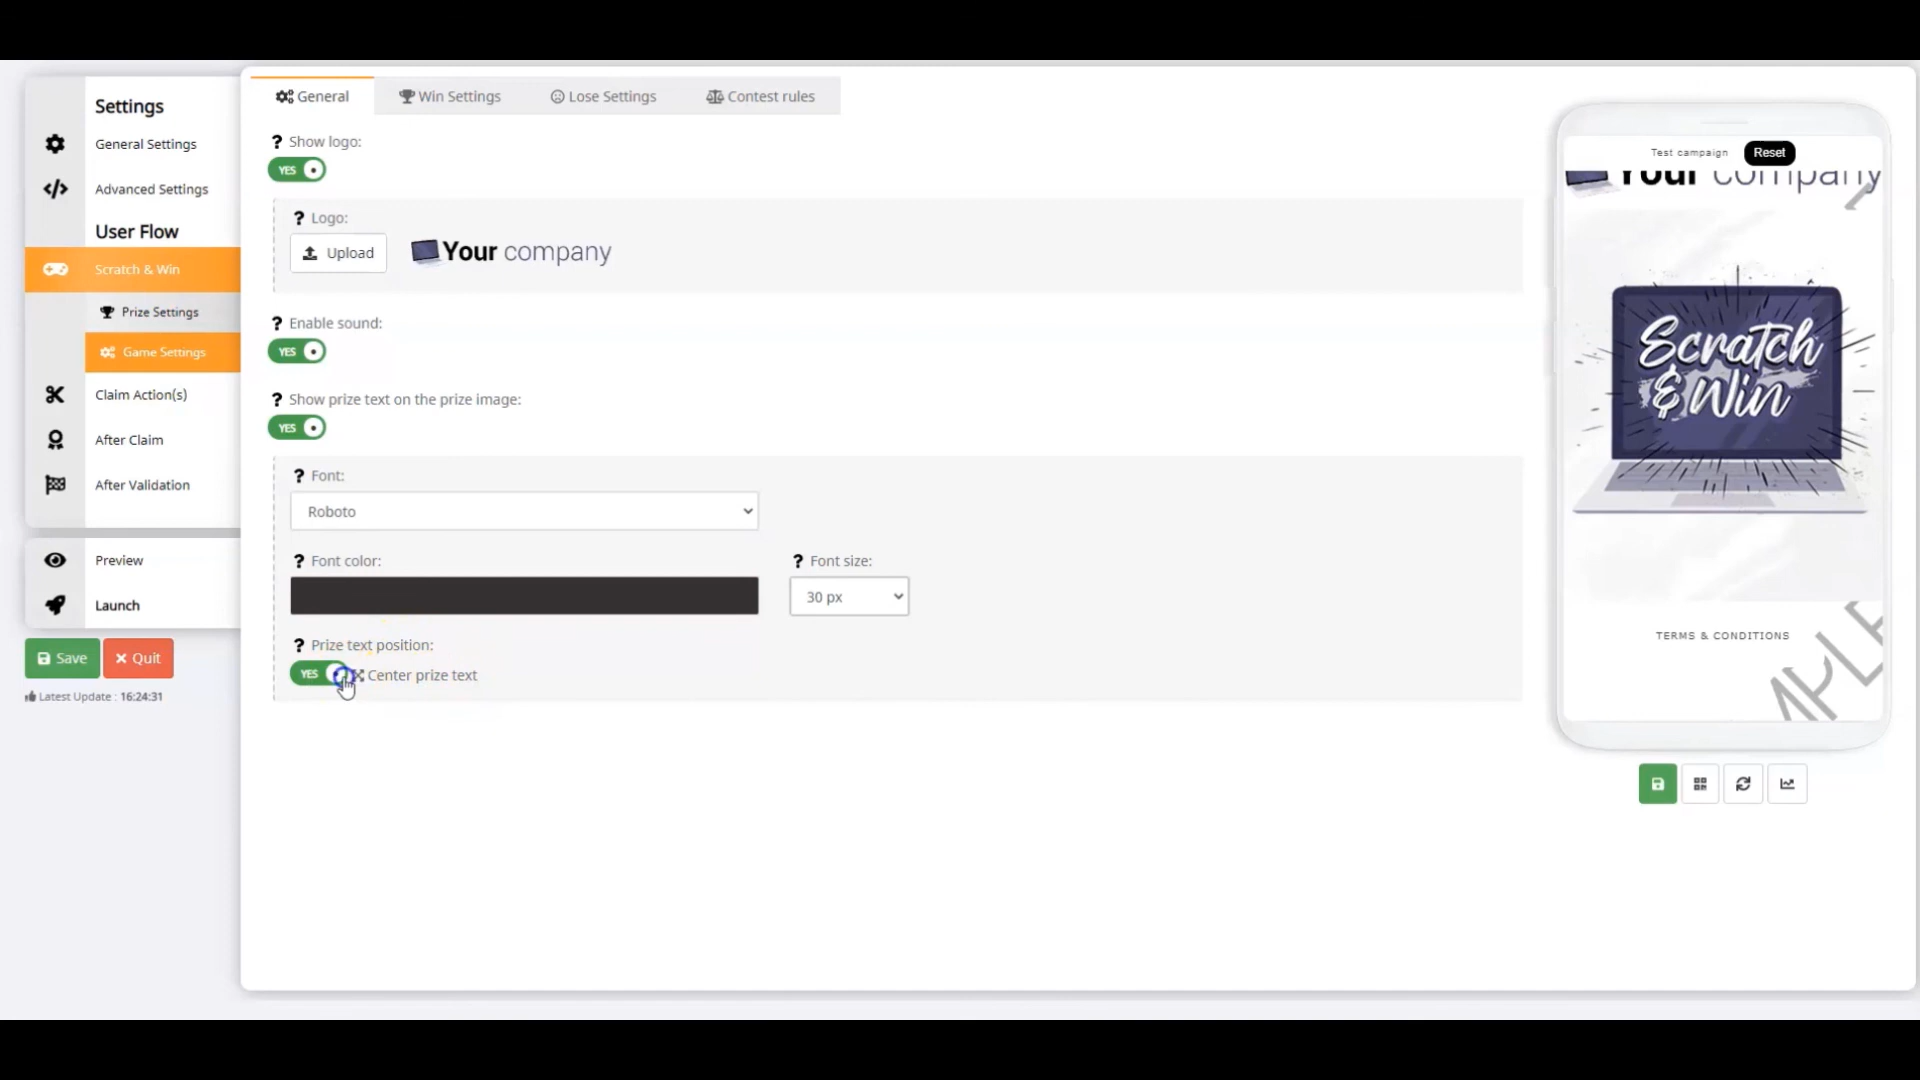 Settings
General Settings
Advanced Settings
User Flow
Scratch & Win
Prize Settings
Game Settings
Claim Action(s)
After Claim
After Validation
Preview
Launch
Save
Quit
Latest Update : 16:24:31
General
Win Settings
Lose Settings
Contest rules
? Show logo:
YES
? Logo:
Upload
Your company
? Enable sound:
YES
? Show prize text on the prize image:
YES
? Font:
Roboto
? Font color:
? Font size:
30 px
? Prize text position:
YES
Center prize text
Test campaign
Reset
Your company
Scratch
& Win
TERMS & CONDITIONS